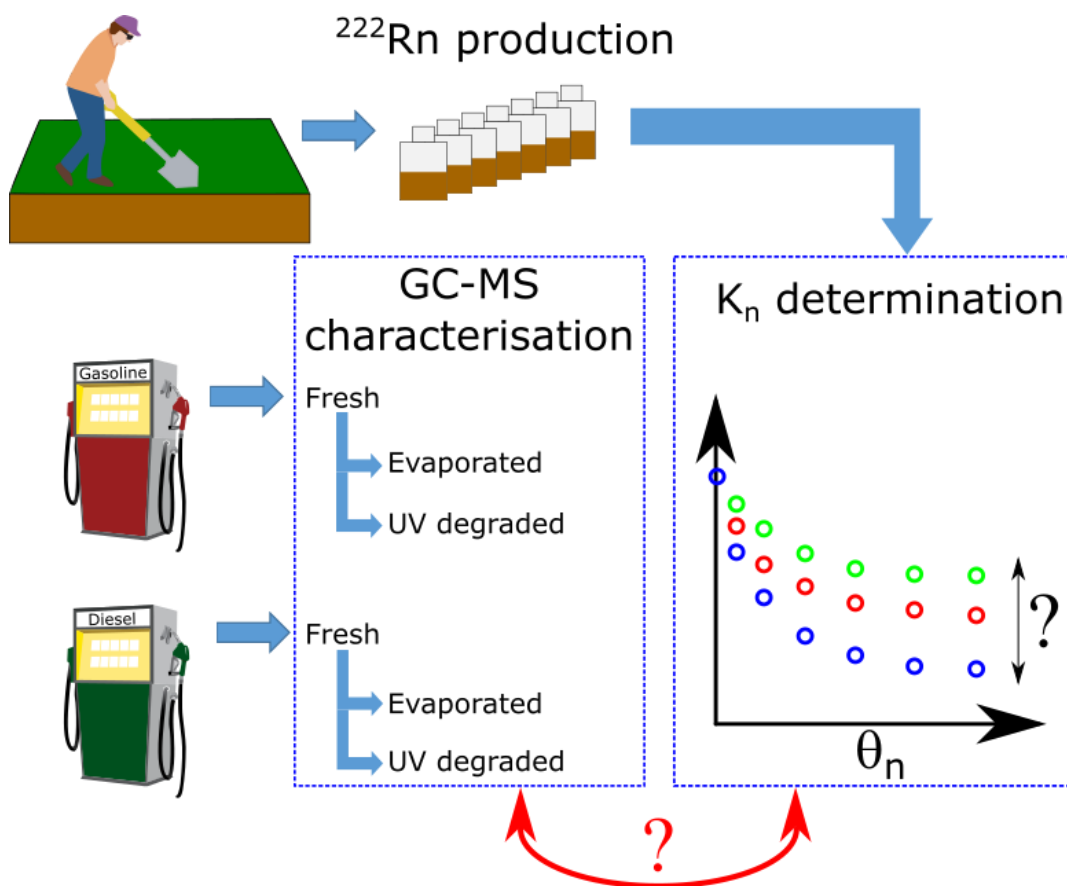 ²²²Rn production
GC-MS
characterisation
Kₙ determination
Gasoline
Fresh
Evaporated
UV degraded
Diesel
Fresh
Evaporated
UV degraded
?
θₙ
?